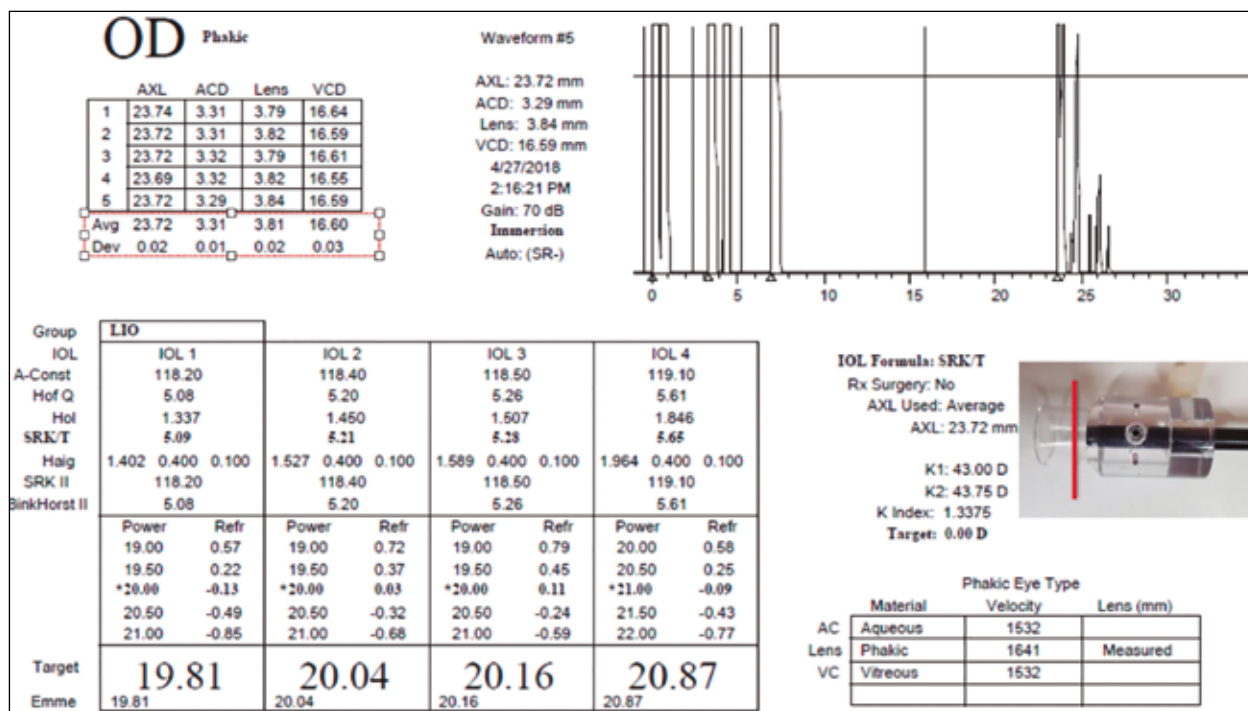 OD Phakic
AXL ACD Lens VCD
1 23.74 3.31 3.79 16.64
2 23.72 3.31 3.82 16.59
3 23.72 3.32 3.79 16.61
4 23.69 3.32 3.82 16.55
5 23.72 3.29 3.84 16.59
Avg 23.72 3.31 3.81 16.60
Dev 0.02 0.01 0.02 0.03
Waveform #5
AXL: 23.72 mm
ACD: 3.29 mm
Lens: 3.84 mm
VCD: 16.59 mm
4/27/2018
2:16:21 PM
Gain: 70 dB
Immertion
Auto: (SR-)
0 5 10 15 20 25 30
Group LIO
IOL IOL 1 IOL 2 IOL 3 IOL 4
A-Const 118.20 118.40 118.50 119.10
Hof Q 5.08 5.20 5.26 5.61
Hol 1.337 1.450 1.507 1.846
SRK/T 5.09 5.21 5.28 5.65
Haig 1.402 0.400 0.100 1.527 0.400 0.100 1.589 0.400 0.100 1.964 0.400 0.100
SRK II 118.20 118.40 118.50 119.10
BinkHorst II 5.08 5.20 5.26 5.61
Power Refr Power Refr Power Refr Power Refr
19.00 0.57 19.00 0.72 19.00 0.79 20.00 0.58
19.50 0.22 19.50 0.37 19.50 0.45 20.50 0.25
*20.00 -0.13 *20.00 0.03 *20.00 0.11 *21.00 -0.09
20.50 -0.49 20.50 -0.32 20.50 -0.24 21.50 -0.43
21.00 -0.85 21.00 -0.68 21.00 -0.59 22.00 -0.77
Target 19.81 20.04 20.16 20.87
Emme 19.81 20.04 20.16 20.87
IOL Formula: SRK/T
Rx Surgery: No
AXL Used: Average
AXL: 23.72 mm
K1: 43.00 D
K2: 43.75 D
K Index: 1.3375
Target: 0.00 D
Phakic Eye Type
Material Velocity Lens (mm)
AC Aqueous 1532
Lens Phakic 1641 Measured
VC Vitreous 1532